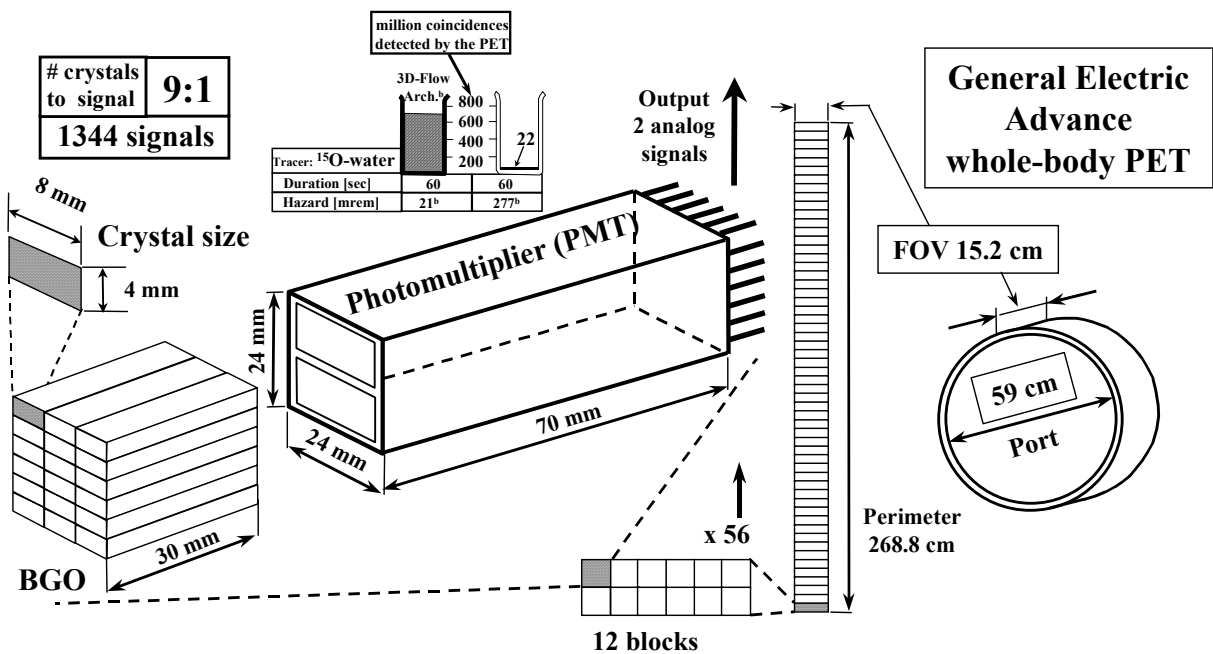 # crystals
to signal
9:1
1344 signals
million coincidences
detected by the PET
3D-Flow
Arch.ᵇ
800
600
400
200
22
Tracer: ¹⁵O-water
Duration [sec] 60 60
Hazard [mrem] 21ᵇ 277ᵇ
Output
2 analog
signals
General Electric
Advance
whole-body PET
8 mm
Crystal size
4 mm
Photomultiplier (PMT)
24 mm
24 mm
70 mm
FOV 15.2 cm
59 cm
Port
30 mm
BGO
x 56
Perimeter
268.8 cm
12 blocks